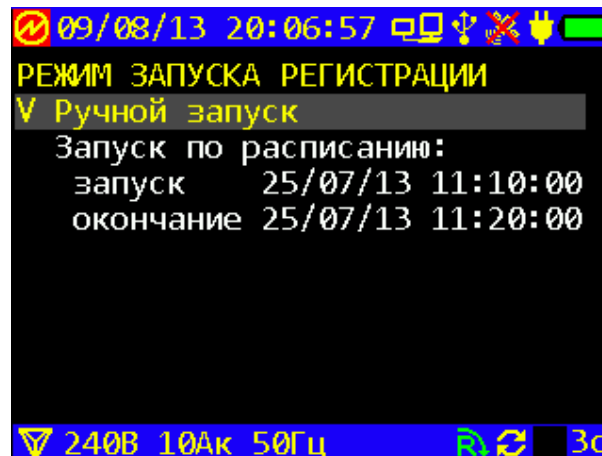 09/08/13 20:06:57
РЕЖИМ ЗАПУСКА РЕГИСТРАЦИИ
V Ручной запуск
Запуск по расписанию:
запуск 25/07/13 11:10:00
окончание 25/07/13 11:20:00
240В 10Ак 50Гц R 3с